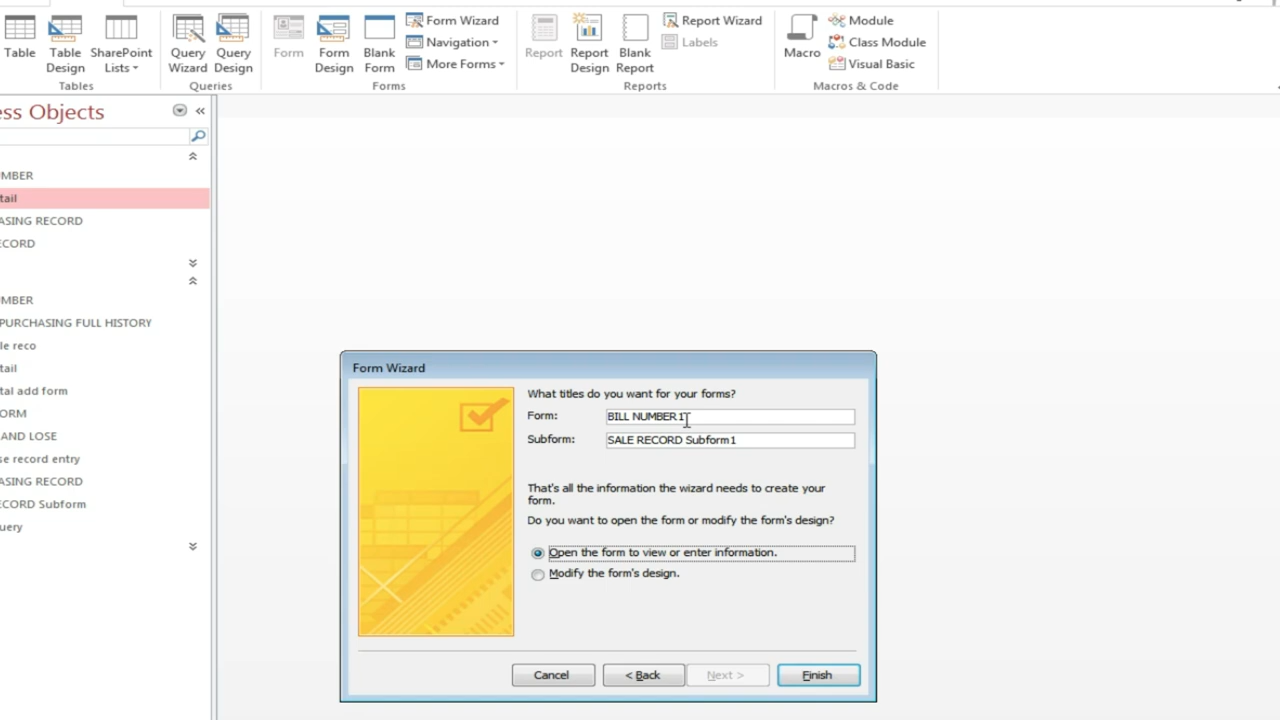 Table
Table Design
SharePoint Lists
Tables
Query Wizard
Query Design
Queries
Form
Form Design
Blank Form
Form Wizard
Navigation
More Forms
Forms
Report
Report Design
Blank Report
Report Wizard
Labels
Reports
Macro
Module
Class Module
Visual Basic
Macros & Code
ess Objects
«
UMBER
tail
ASING RECORD
ECORD
UMBER
PURCHASING FULL HISTORY
le reco
tail
tal add form
ORM
AND LOSE
se record entry
ASING RECORD
ECORD Subform
uery
Form Wizard
What titles do you want for your forms?
Form: BILL NUMBER1
Subform: SALE RECORD Subform1
That's all the information the wizard needs to create your
form.
Do you want to open the form or modify the form's design?
Open the form to view or enter information.
Modify the form's design.
Cancel
< Back
Next >
Finish